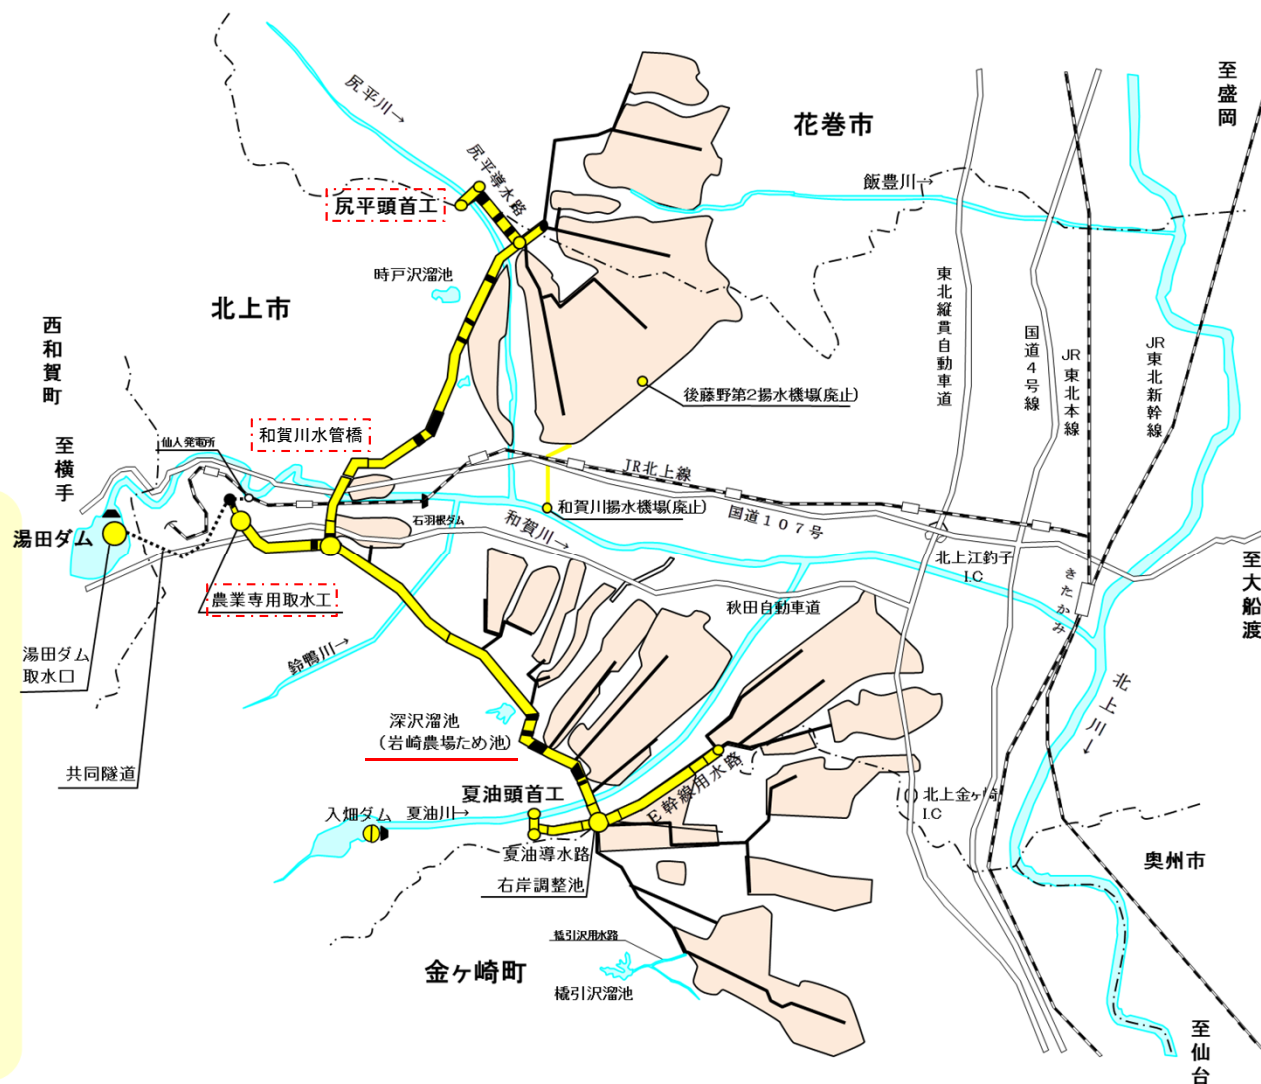 至盛岡
花巻市
尻平川→
尻平導水路
飯豊川→
尻平頭首工
時戸沢溜池
北上市
東北縦貫自動車道
国道4号線
JR東北本線
JR東北新幹線
西和賀町
後藤野第2揚水機場(廃止)
和賀川水管橋
仙人発電所
至横手
JR北上線
和賀川揚水機場(廃止)
国道107号
石羽根ダム
和賀川→
湯田ダム
北上江釣子
I.C
至大船渡
きたかみ
農業専用取水工
秋田自動車道
鈴鴨川→
湯田ダム
取水口
北上川→
深沢溜池
(岩崎農場ため池)
共同隧道
E幹線用水路
夏油頭首工
北上金ヶ崎
I.C
入畑ダム
夏油川→
夏油導水路
奥州市
右岸調整池
橇引沢用水路
金ヶ崎町
橇引沢溜池
至仙台